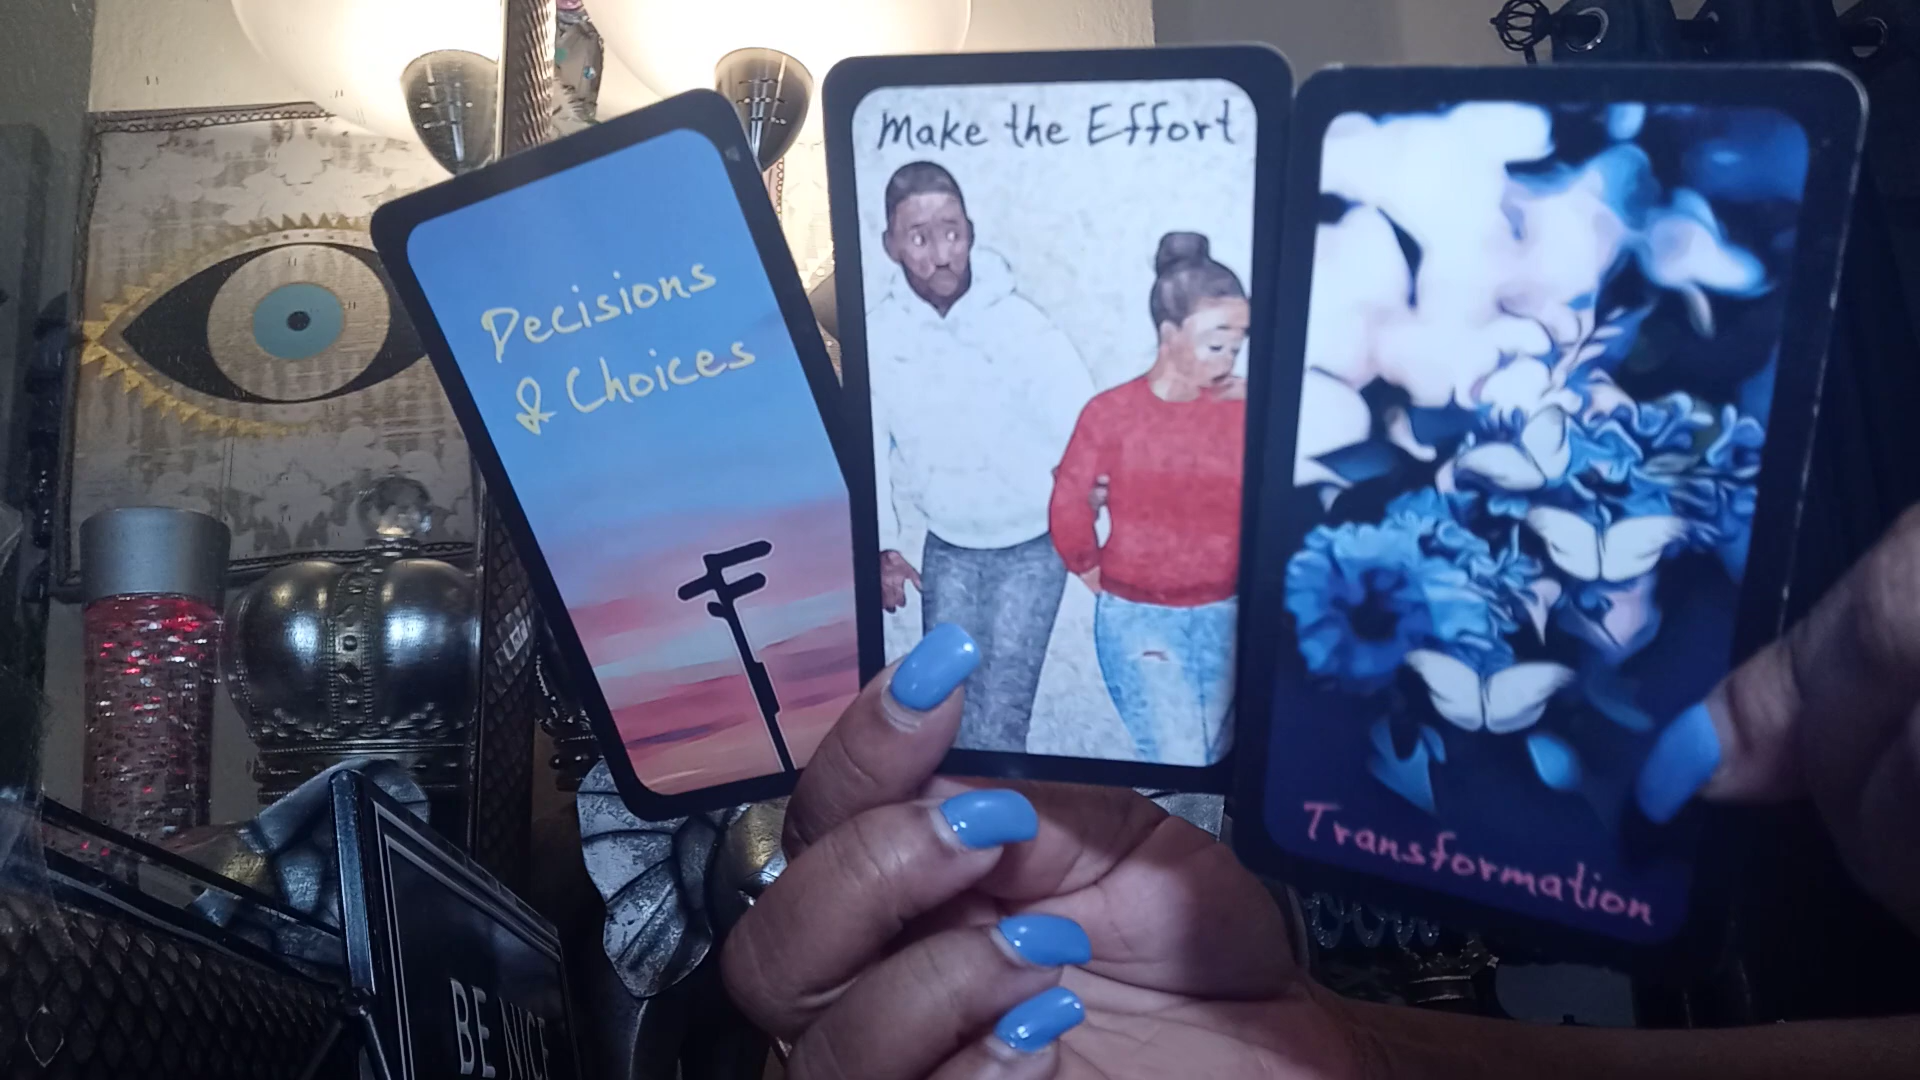 Decisions
& Choices
Make the Effort
Transformation
BE NICE